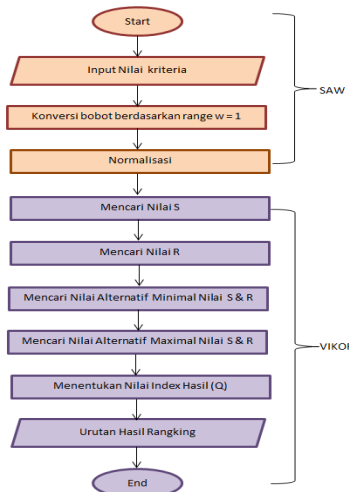 Start
Input Nilai kriteria
SAW
Konversi bobot berdasarkan range w = 1
Normalisasi
Mencari Nilai S
Mencari Nilai R
Mencari Nilai Alternatif Minimal Nilai S & R
Mencari Nilai Alternatif Maximal Nilai S & R
VIKOR
Menentukan Nilai Index Hasil (Q)
Urutan Hasil Rangking
End